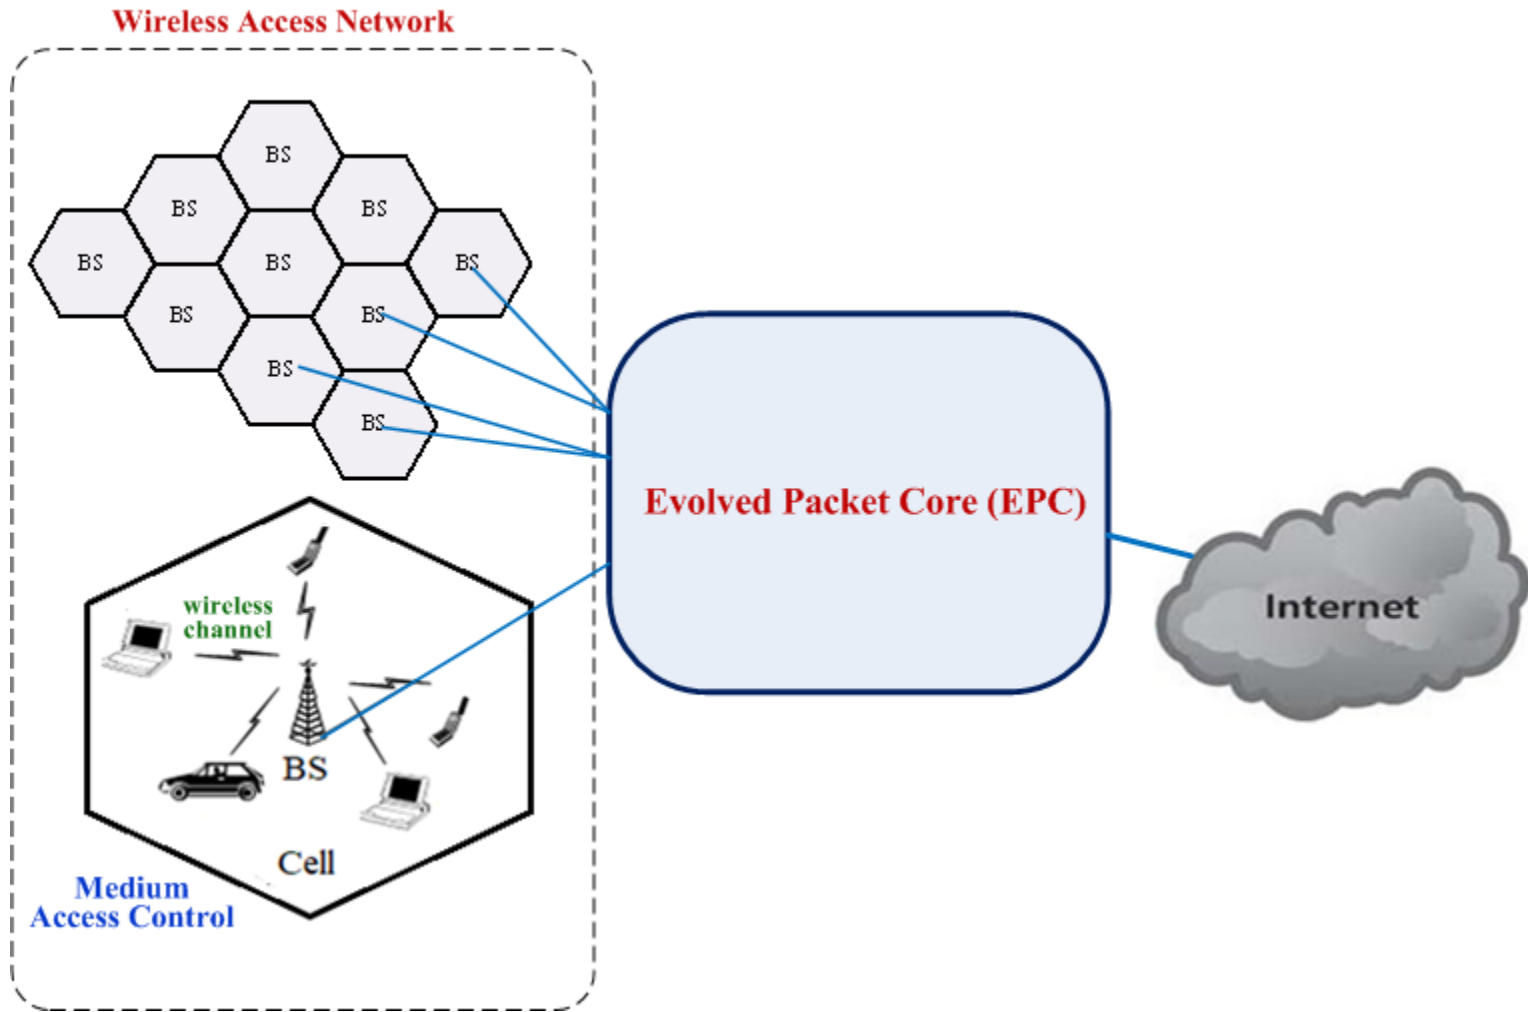 Wireless Access Network
BS
BS
BS
BS
BS
BS
BS
BS
BS
BS
Evolved Packet Core (EPC)
Internet
wireless
channel
BS
Cell
Medium
Access Control